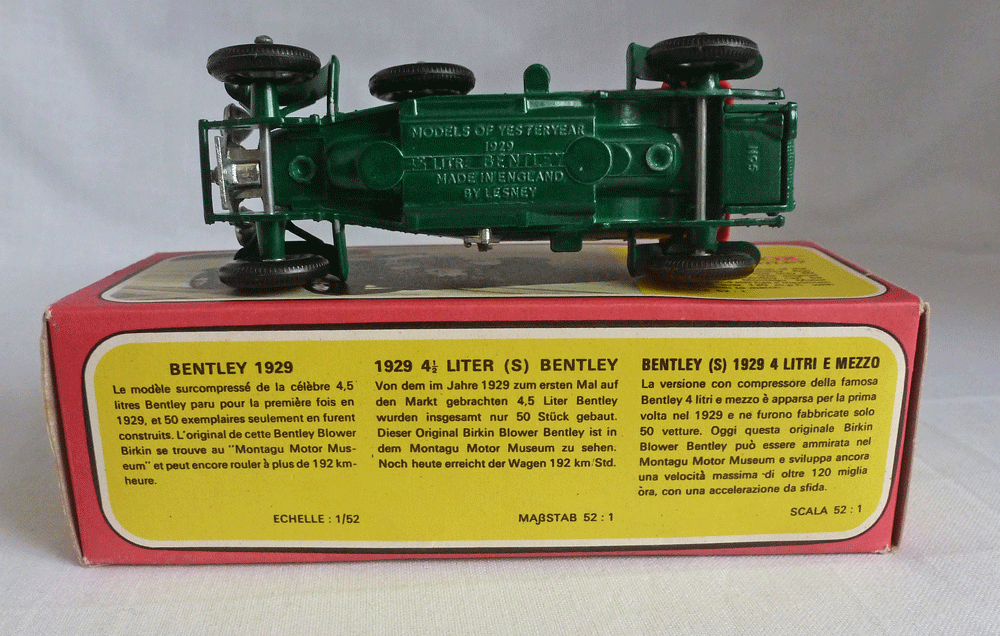 MODELS OF YESTERYEAR
1929
LITRE BENTLEY
MADE IN ENGLAND
BY LESNEY
BENTLEY 1929
Le modèle surcompressé de la célèbre 4,5
litres Bentley paru pour la première fois en
1929, et 50 exemplaires seulement en furent
construits. L'original de cette Bentley Blower
Birkin se trouve au "Montagu Motor Mus-
eum" et peut encore rouler à plus de 192 km-
heure.
ECHELLE : 1/52
1929 4½ LITER (S) BENTLEY
Von dem im Jahre 1929 zum ersten Mal auf
den Markt gebrachten 4,5 Liter Bentley
wurden insgesamt nur 50 Stück gebaut.
Dieser Original Birkin Blower Bentley ist in
dem Montagu Motor Museum zu sehen.
Noch heute erreicht der Wagen 192 km/Std.
MAßSTAB 52 : 1
BENTLEY (S) 1929 4 LITRI E MEZZO
La versione con compressore della famosa
Bentley 4 litri e mezzo è apparsa per la prima
volta nel 1929 e ne furono fabbricate solo
50 vetture. Oggi questa originale Birkin
Blower Bentley può essere ammirata nel
Montagu Motor Museum e sviluppa ancora
una velocità massima di oltre 120 miglia
òra, con una accelerazione da sfida.
SCALA 52 : 1